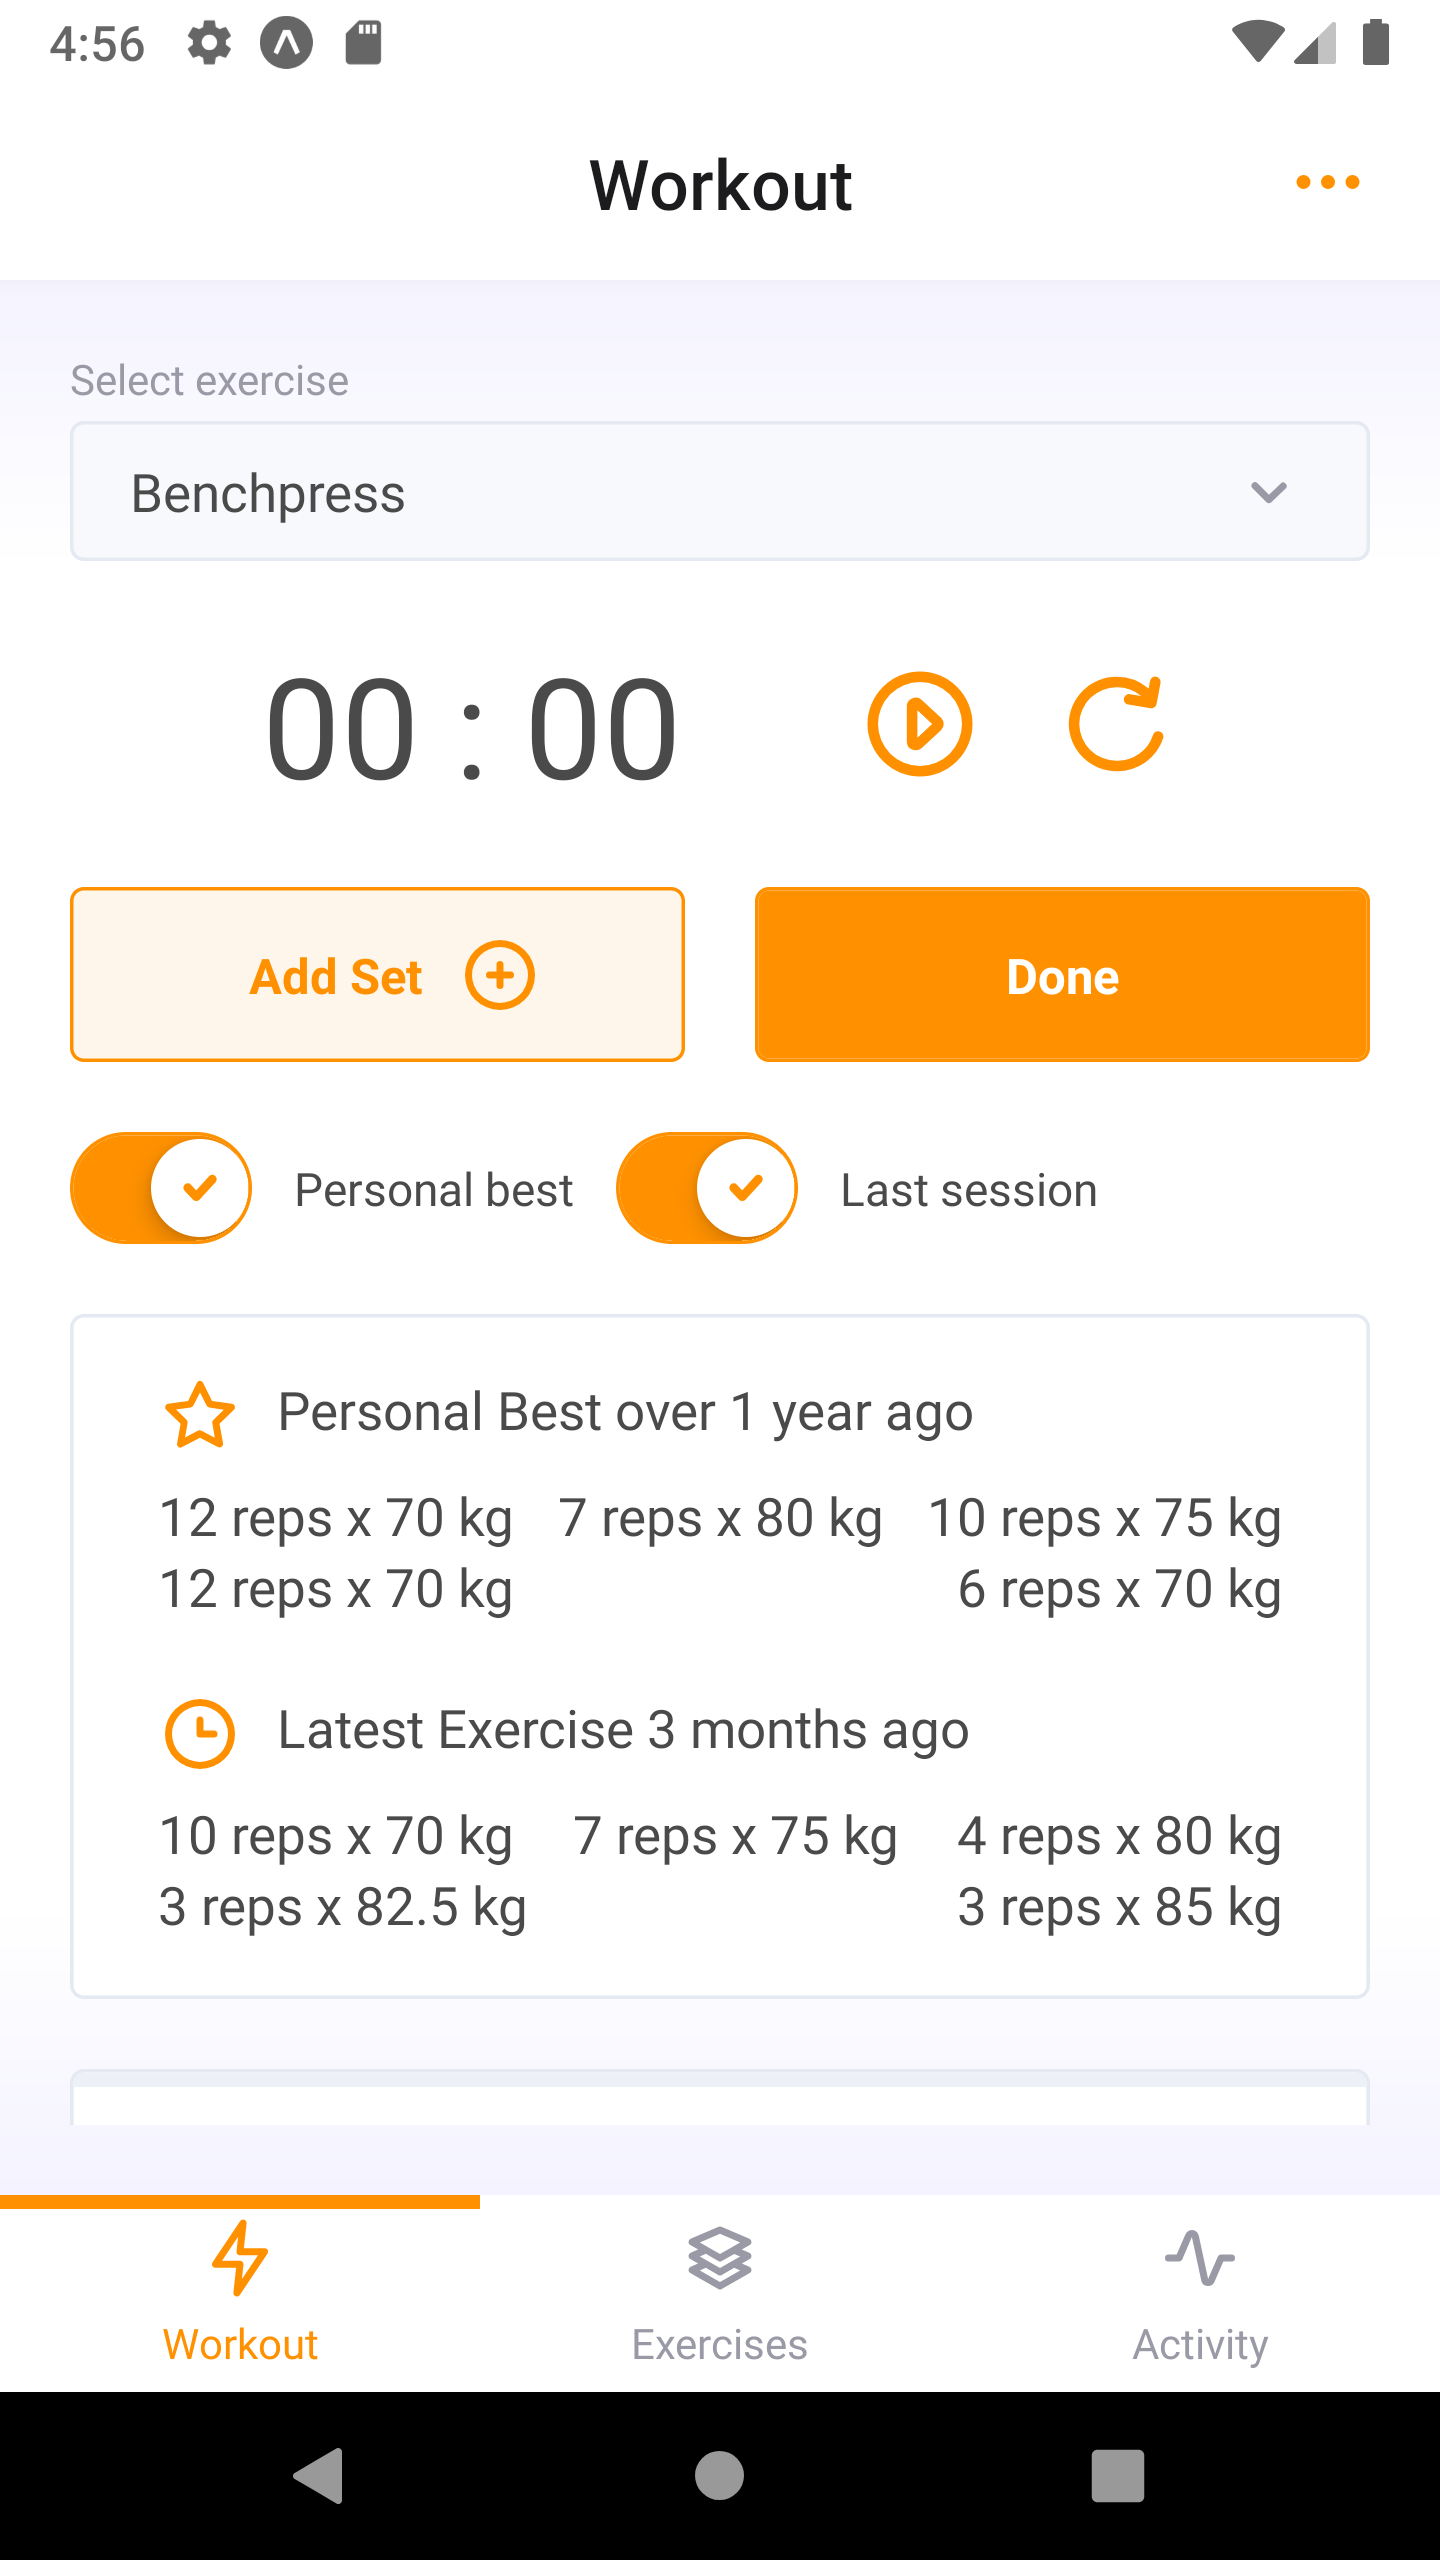 4:56
Workout
Select exercise
Benchpress
00 : 00
Add Set
Done
Personal best
Last session
Personal Best over 1 year ago
12 reps x 70 kg 7 reps x 80 kg 10 reps x 75 kg
12 reps x 70 kg 6 reps x 70 kg
Latest Exercise 3 months ago
10 reps x 70 kg 7 reps x 75 kg 4 reps x 80 kg
3 reps x 82.5 kg 3 reps x 85 kg
Workout
Exercises
Activity